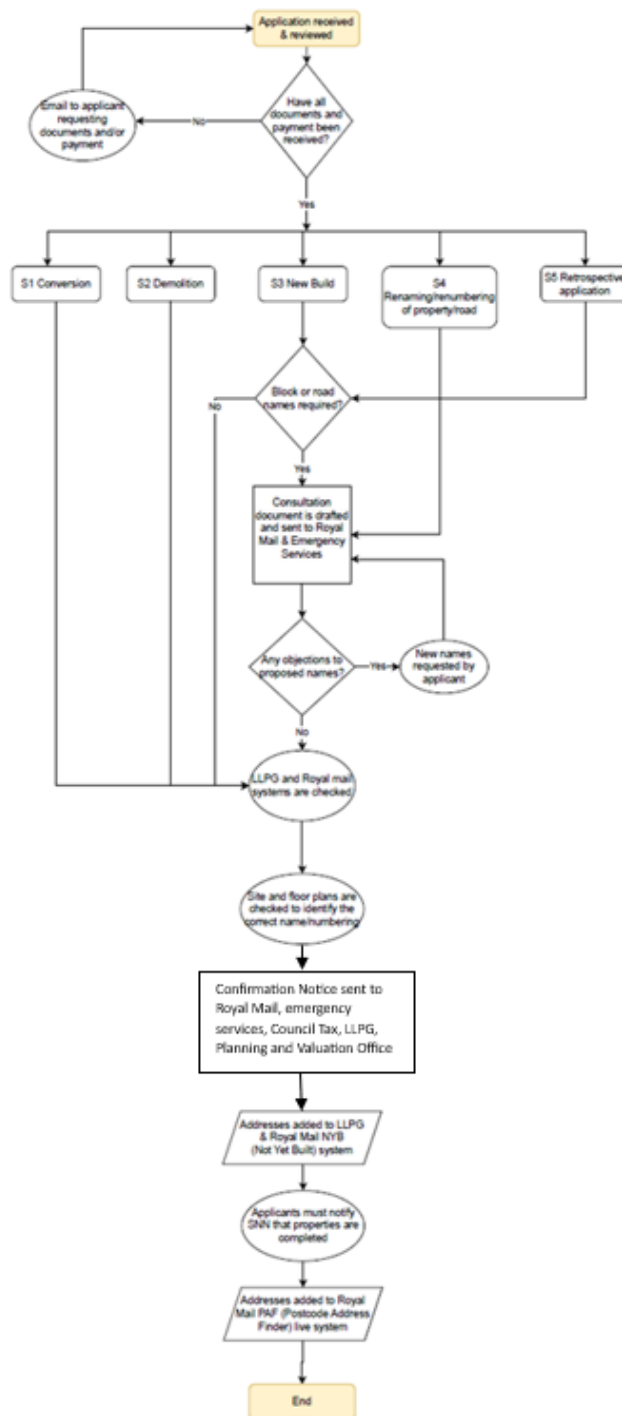 Application received
& reviewed
Have all
documents and
payment been
received?
No
Email to applicant
requesting
documents and/or
payment
Yes
S1 Conversion
S2 Demolition
S3 New Build
S4
Renaming/renumbering
of property/road
S5 Retrospective
application
Block or road
names required?
No
Yes
Consultation
document is drafted
and sent to Royal
Mail & Emergency
Services
Any objections to
proposed names?
Yes
New names
requested by
applicant
No
LLPG and Royal mail
systems are checked
Site and floor plans are
checked to identify the
correct name/numbering
Confirmation Notice sent to
Royal Mail, emergency
services, Council Tax, LLPG,
Planning and Valuation Office
Addresses added to LLPG
& Royal Mail NYB
(Not Yet Built) system
Applicants must notify
SNN that properties are
completed
Addresses added to Royal
Mail PAF (Postcode Address
Finder) live system
End